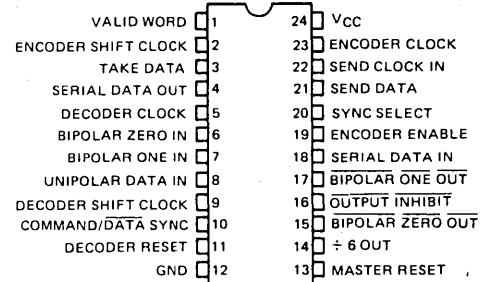 VALID WORD 1 24 VCC
ENCODER SHIFT CLOCK 2 23 ENCODER CLOCK
TAKE DATA 3 22 SEND CLOCK IN
SERIAL DATA OUT 4 21 SEND DATA
DECODER CLOCK 5 20 SYNC SELECT
BIPOLAR ZERO IN 6 19 ENCODER ENABLE
BIPOLAR ONE IN 7 18 SERIAL DATA IN
UNIPOLAR DATA IN 8 17 BIPOLAR ONE OUT
DECODER SHIFT CLOCK 9 16 OUTPUT INHIBIT
COMMAND/DATA SYNC 10 15 BIPOLAR ZERO OUT
DECODER RESET 11 14 ÷ 6 OUT
GND 12 13 MASTER RESET